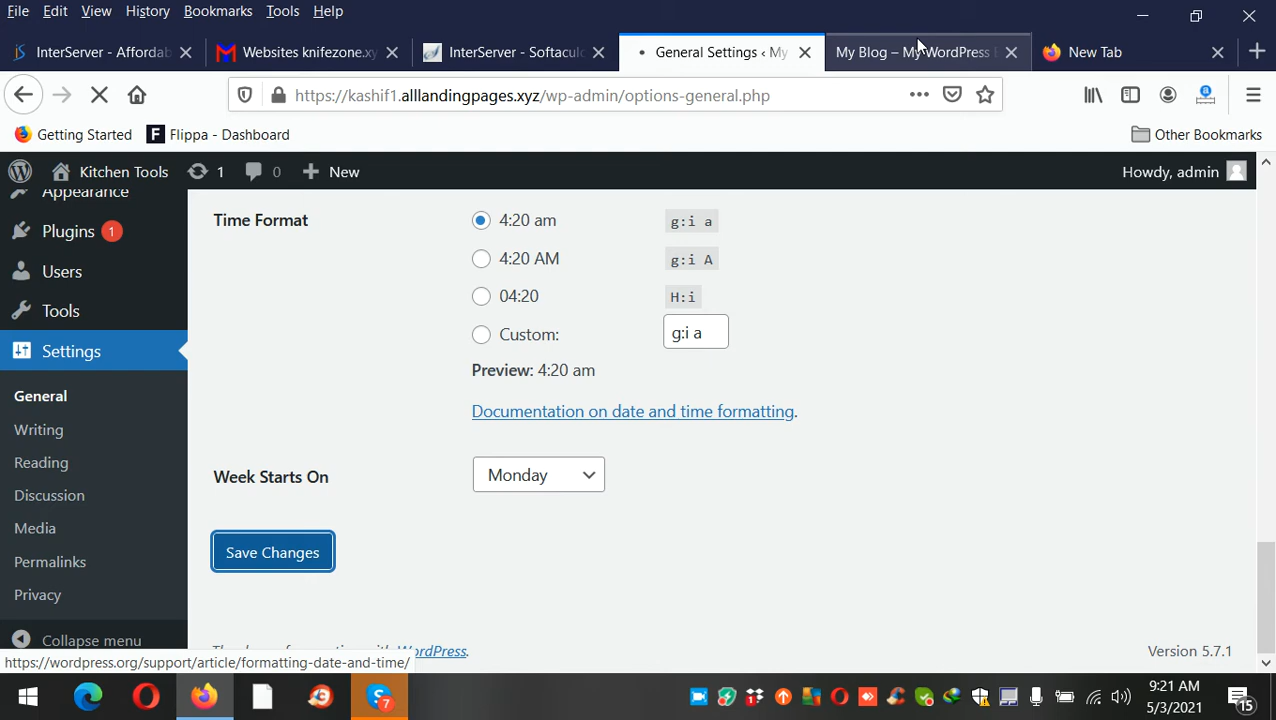 File Edit View History Bookmarks Tools Help
InterServer - Affordab
Websites knifezone.xy
InterServer - Softacul
General Settings ‹ My
My Blog – My WordPress
New Tab
https://kashif1.alllandingpages.xyz/wp-admin/options-general.php
Getting Started
F Flippa - Dashboard
Other Bookmarks
Kitchen Tools 1 0 New
Howdy, admin
Appearance
Plugins 1
Users
Tools
Settings
General
Writing
Reading
Discussion
Media
Permalinks
Privacy
Collapse menu
Time Format
4:20 am g:i a
4:20 AM g:i A
04:20 H:i
Custom: g:i a
Preview: 4:20 am
Documentation on date and time formatting.
Week Starts On Monday
Save Changes
WordPress.
Version 5.7.1
https://wordpress.org/support/article/formatting-date-and-time/
7
9:21 AM
5/3/2021
15